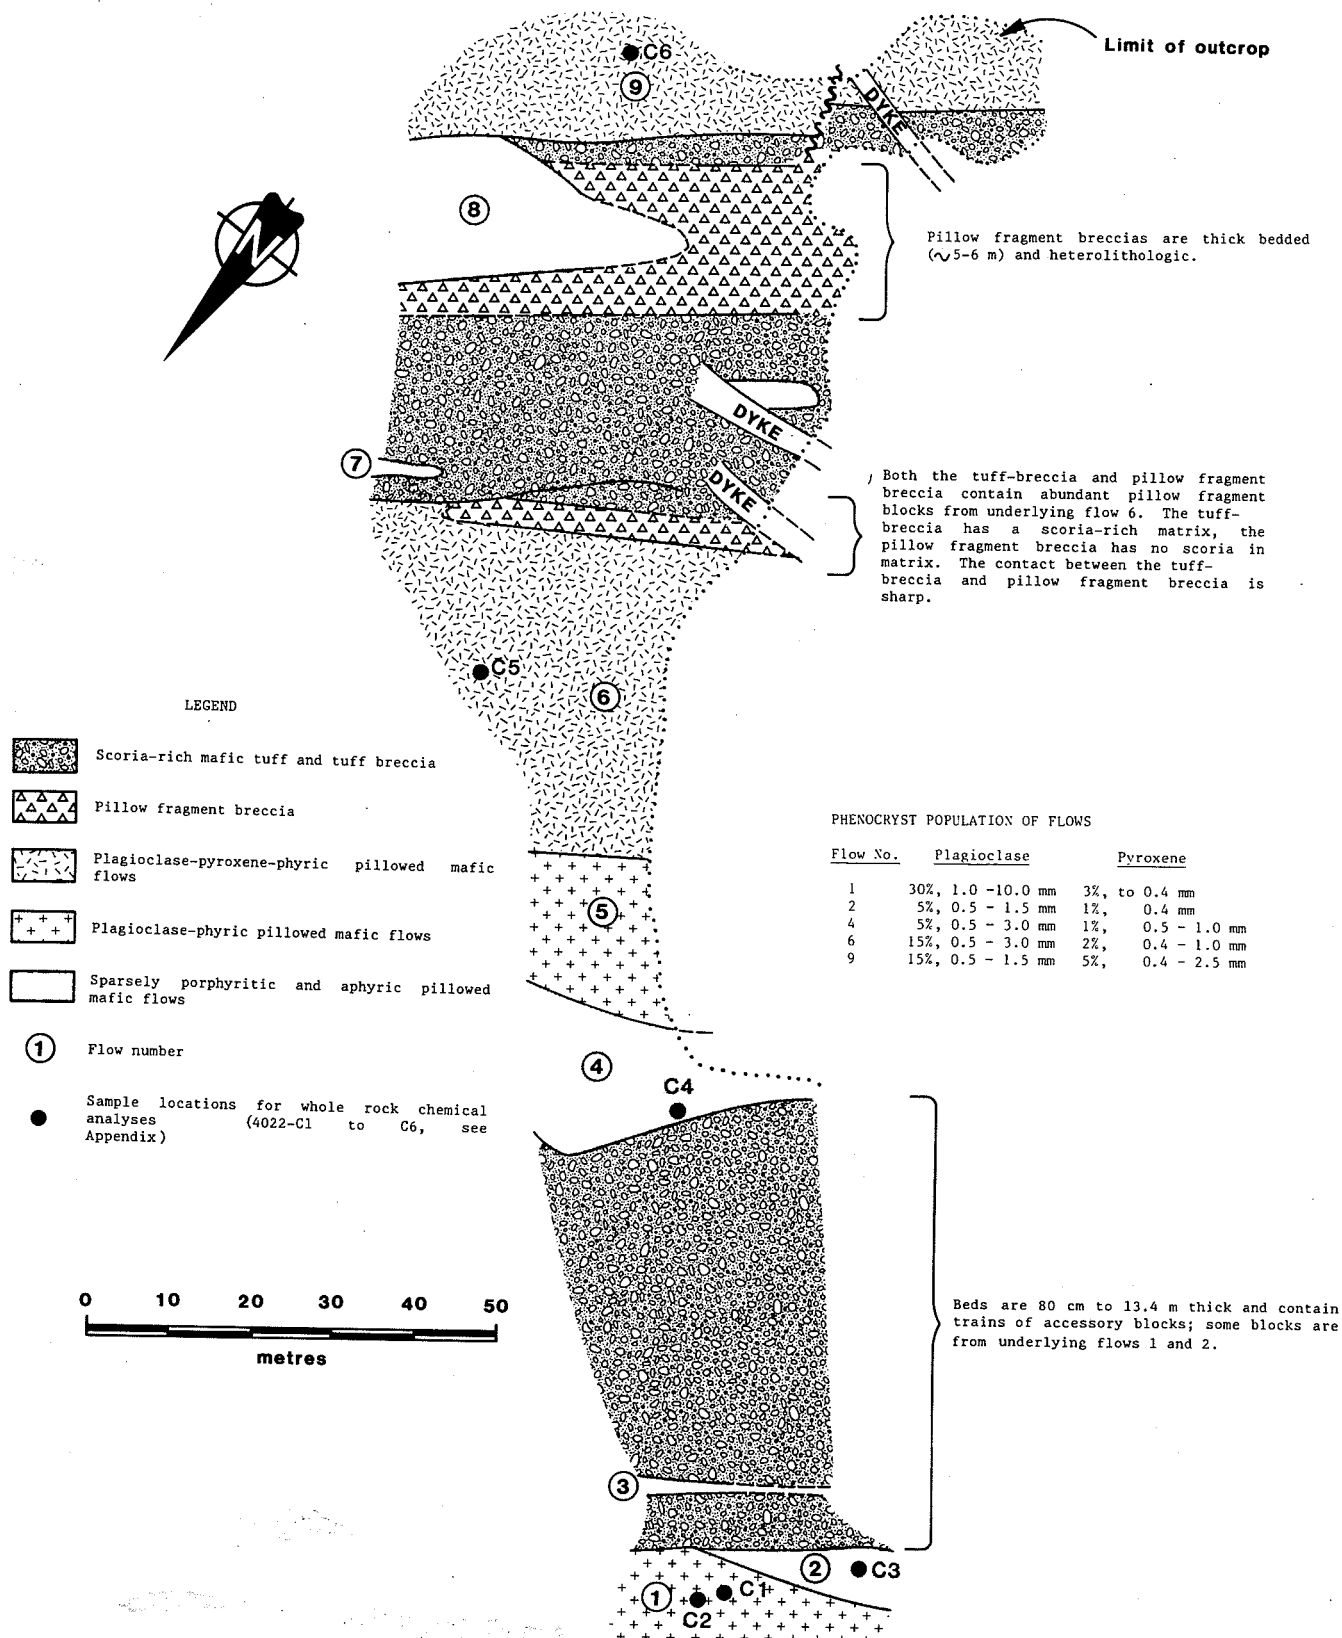 C6
Limit of outcrop
9
DYKE
8
N
Pillow fragment breccias are thick bedded
(~5-6 m) and heterolithologic.
DYKE
7
DYKE
Both the tuff-breccia and pillow fragment
breccia contain abundant pillow fragment
blocks from underlying flow 6. The tuff-
breccia has a scoria-rich matrix, the
pillow fragment breccia has no scoria in
matrix. The contact between the tuff-
breccia and pillow fragment breccia is
sharp.
C5
6
LEGEND
Scoria-rich mafic tuff and tuff breccia
Pillow fragment breccia
Plagioclase-pyroxene-phyric pillowed mafic
flows
Plagioclase-phyric pillowed mafic flows
Sparsely porphyritic and aphyric pillowed
mafic flows
1 Flow number
Sample locations for whole rock chemical
analyses (4022-C1 to C6, see
Appendix)
PHENOCRYST POPULATION OF FLOWS
Flow No. Plagioclase Pyroxene
1 30%, 1.0 -10.0 mm 3%, to 0.4 mm
2 5%, 0.5 - 1.5 mm 1%, 0.4 mm
4 5%, 0.5 - 3.0 mm 1%, 0.5 - 1.0 mm
6 15%, 0.5 - 3.0 mm 2%, 0.4 - 1.0 mm
9 15%, 0.5 - 1.5 mm 5%, 0.4 - 2.5 mm
5
4
C4
0 10 20 30 40 50
metres
Beds are 80 cm to 13.4 m thick and contain
trains of accessory blocks; some blocks are
from underlying flows 1 and 2.
3
2
C3
1
C1
C2